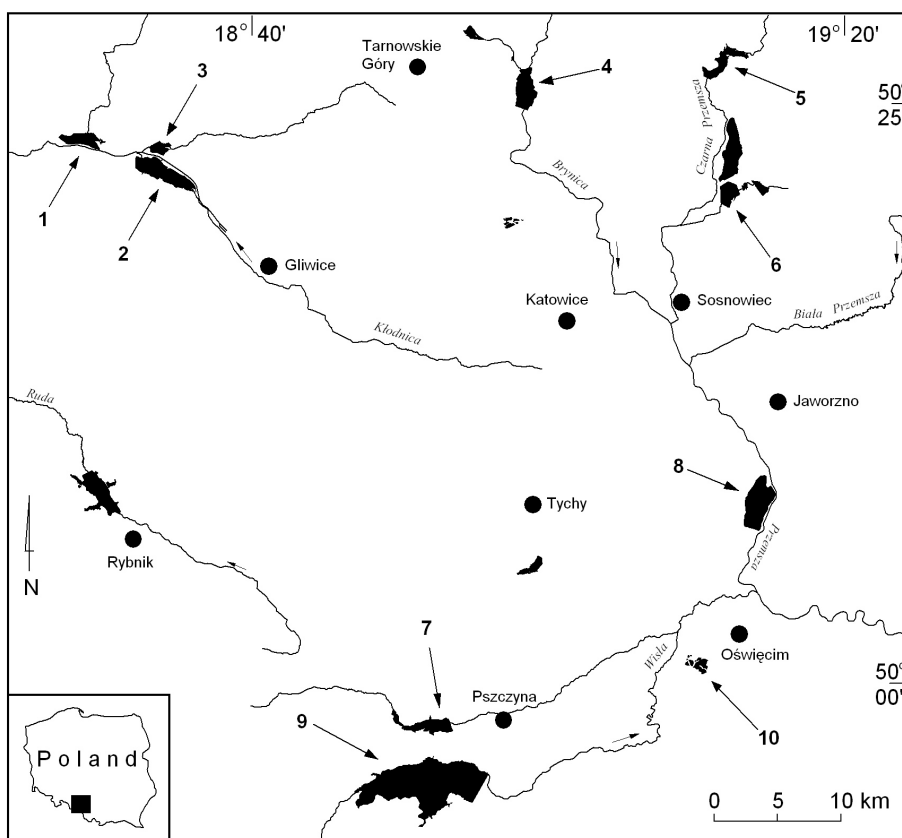 18° 40'
19° 20'
Tarnowskie
Góry
3
4
5
50°
25'
Czarna Przemsza
1
2
Brynica
6
Gliwice
Katowice
Sosnowiec
Biała Przemsza
Kłodnica
Ruda
Jaworzno
8
Tychy
Przemsza
Rybnik
N
7
Oświęcim
Wisła
50°
00'
Pszczyna
9
10
Poland
0 5 10 km